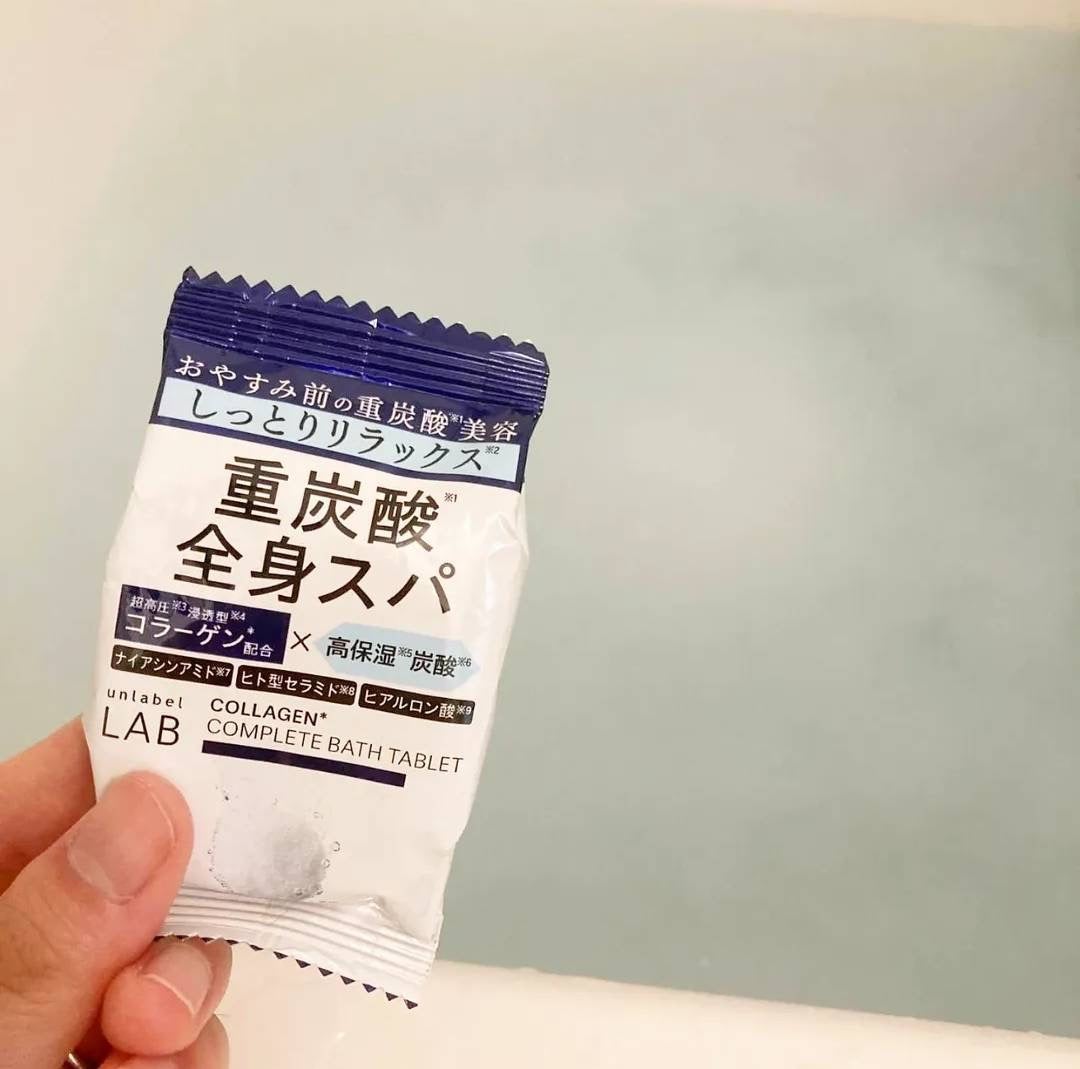 おやすみ前の重炭酸※1美容
しっとりリラックス※2
重炭酸※1
全身スパ
超高圧※3浸透型※4
コラーゲン*配合
×
高保湿※5炭酸※6
ナイアシンアミド※7
ヒト型セラミド※8
ヒアルロン酸※9
unlabel
LAB
COLLAGEN*
COMPLETE BATH TABLET